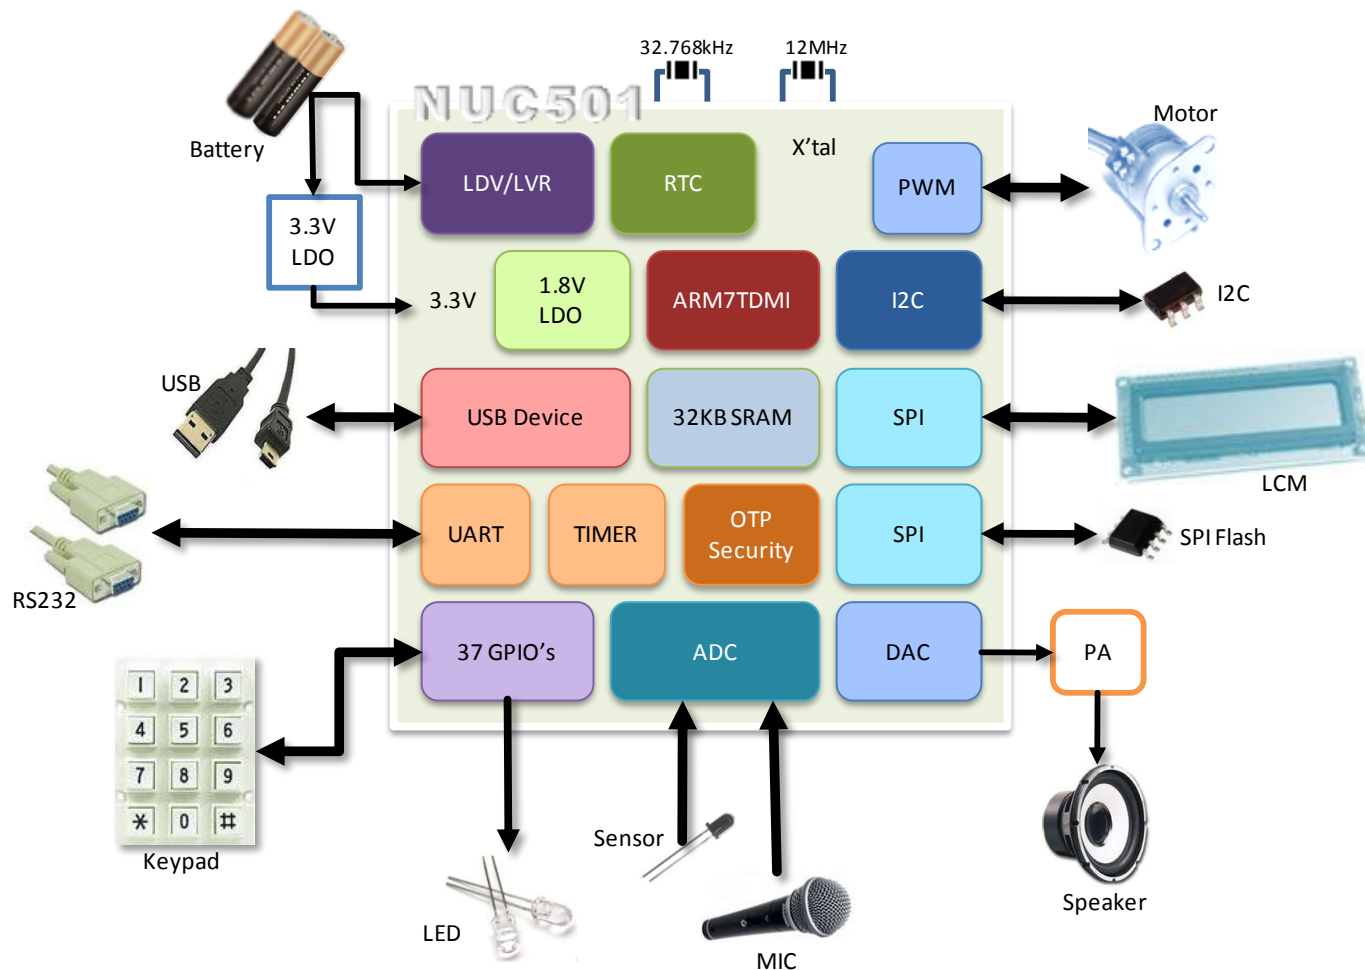 32.768kHz
12MHz
NUC501
Battery
X'tal
Motor
LDV/LVR
RTC
PWM
3.3V
LDO
3.3V
1.8V
LDO
ARM7TDMI
I2C
I2C
USB
USB Device
32KB SRAM
SPI
LCM
UART
TIMER
OTP
Security
SPI
SPI Flash
RS232
37 GPIO's
ADC
DAC
PA
1 2 3
4 5 6
7 8 9
* 0 #
Keypad
Sensor
LED
MIC
Speaker